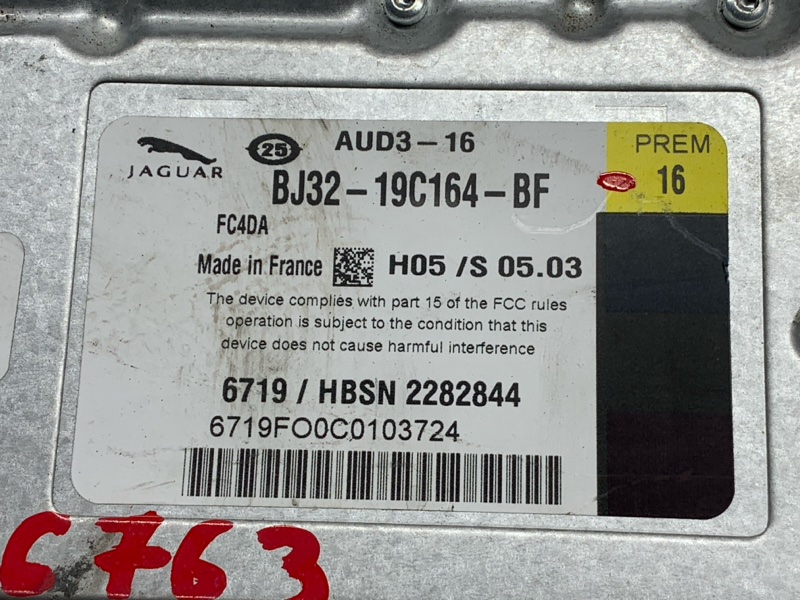 JAGUAR
25
AUD3-16
PREM
16
BJ32-19C164-BF
FC4DA
Made in France H05 /S 05.03
The device complies with part 15 of the FCC rules
operation is subject to the condition that this
device does not cause harmful interference
6719 / HBSN 2282844
6719FO0C0103724
C763